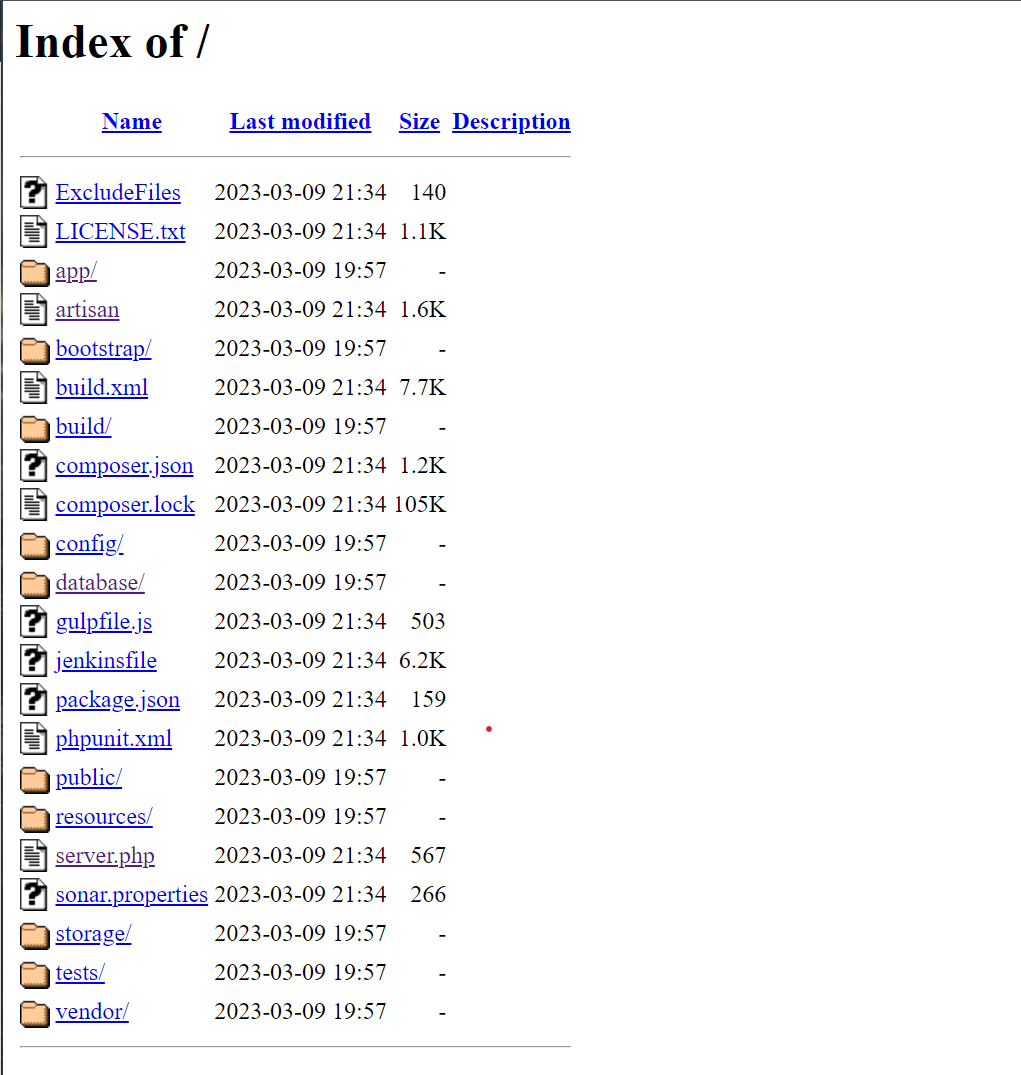 Index of /
Name Last modified Size Description
ExcludeFiles 2023-03-09 21:34 140
LICENSE.txt 2023-03-09 21:34 1.1K
app/ 2023-03-09 19:57 -
artisan 2023-03-09 21:34 1.6K
bootstrap/ 2023-03-09 19:57 -
build.xml 2023-03-09 21:34 7.7K
build/ 2023-03-09 19:57 -
composer.json 2023-03-09 21:34 1.2K
composer.lock 2023-03-09 21:34 105K
config/ 2023-03-09 19:57 -
database/ 2023-03-09 19:57 -
gulpfile.js 2023-03-09 21:34 503
jenkinsfile 2023-03-09 21:34 6.2K
package.json 2023-03-09 21:34 159
phpunit.xml 2023-03-09 21:34 1.0K
public/ 2023-03-09 19:57 -
resources/ 2023-03-09 19:57 -
server.php 2023-03-09 21:34 567
sonar.properties 2023-03-09 21:34 266
storage/ 2023-03-09 19:57 -
tests/ 2023-03-09 19:57 -
vendor/ 2023-03-09 19:57 -